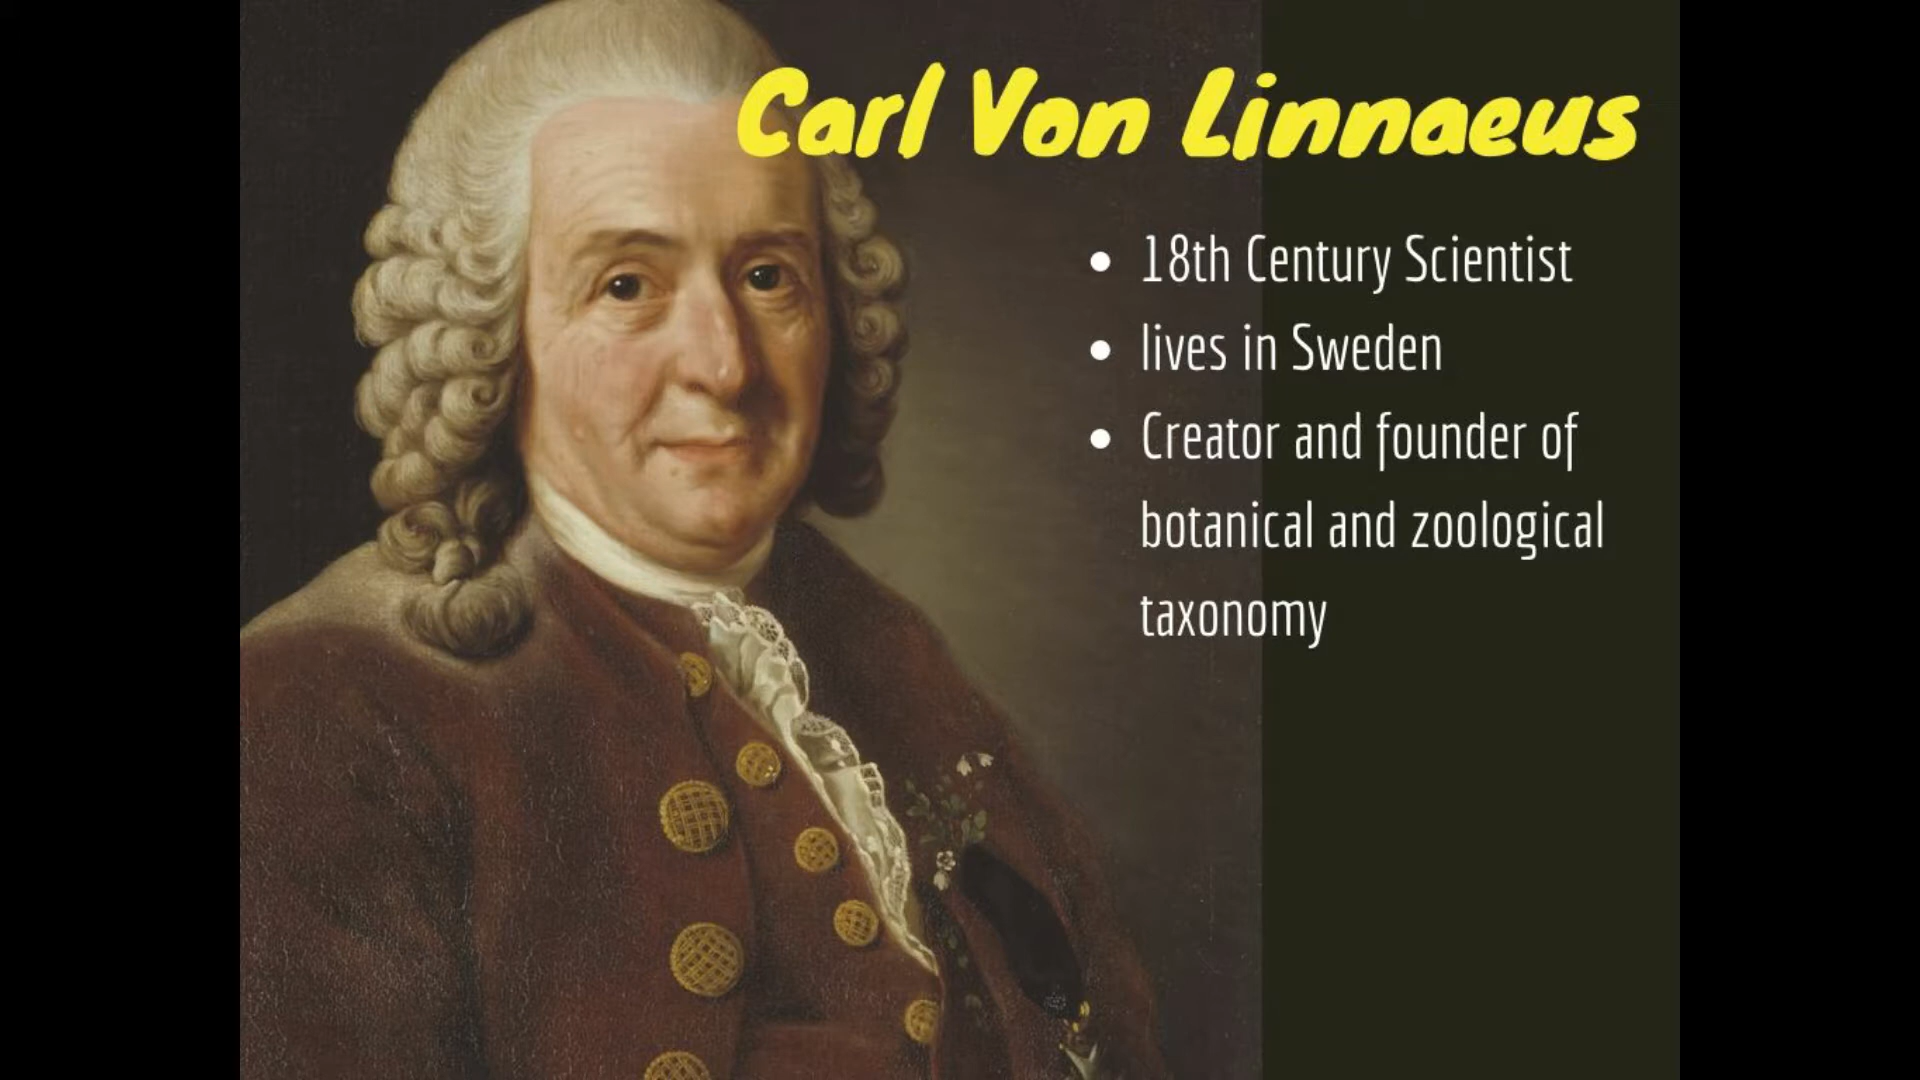 Carl Von Linnaeus
• 18th Century Scientist
• lives in Sweden
• Creator and founder of
botanical and zoological
taxonomy